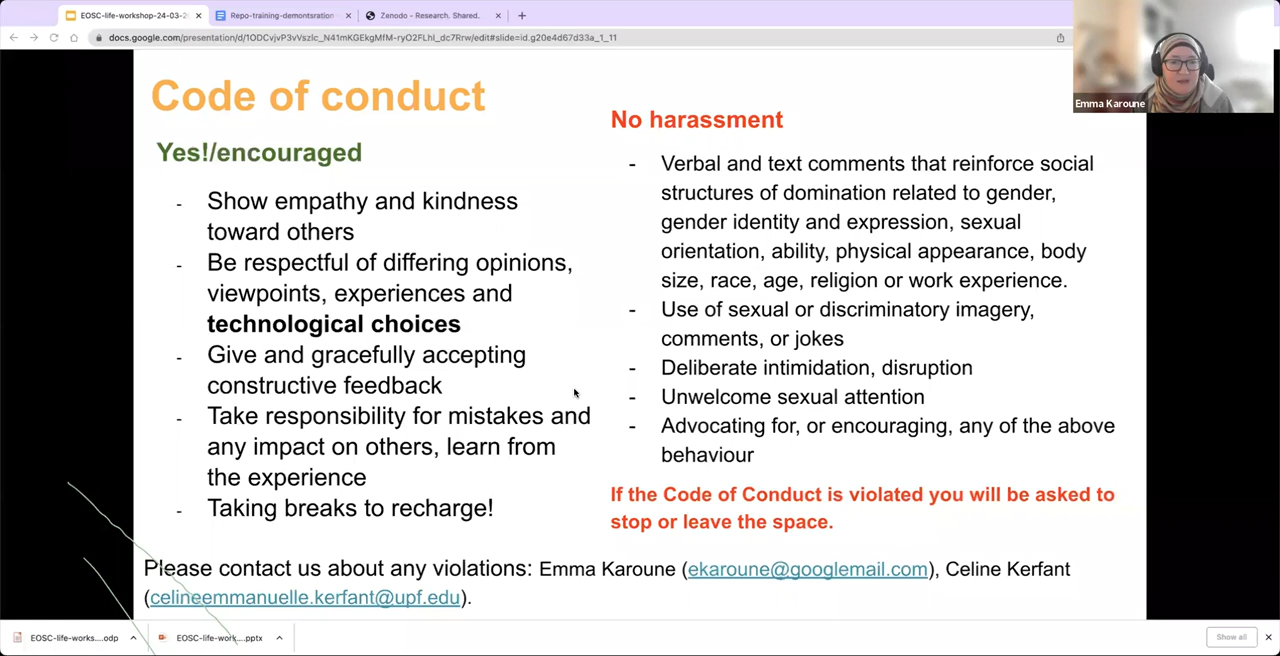 EOSC-life-workshop-24-03-2
Repo-training-demontsration
Zenodo - Research. Shared.
docs.google.com/presentation/d/1ODCvjvP3vVszlc_N41mKGEkgMfM-ryO2FLhl_dc7Rrw/edit#slide=id.g20e4d67d33a_1_11
Emma Karoune
Code of conduct
Yes!/encouraged
- Show empathy and kindness
toward others
- Be respectful of differing opinions,
viewpoints, experiences and
technological choices
- Give and gracefully accepting
constructive feedback
- Take responsibility for mistakes and
any impact on others, learn from
the experience
- Taking breaks to recharge!
No harassment
- Verbal and text comments that reinforce social
structures of domination related to gender,
gender identity and expression, sexual
orientation, ability, physical appearance, body
size, race, age, religion or work experience.
- Use of sexual or discriminatory imagery,
comments, or jokes
- Deliberate intimidation, disruption
- Unwelcome sexual attention
- Advocating for, or encouraging, any of the above
behaviour
If the Code of Conduct is violated you will be asked to
stop or leave the space.
Please contact us about any violations: Emma Karoune (ekaroune@googlemail.com), Celine Kerfant
(celineemmanuelle.kerfant@upf.edu).
EOSC-life-works....odp
EOSC-life-work....pptx
Show all